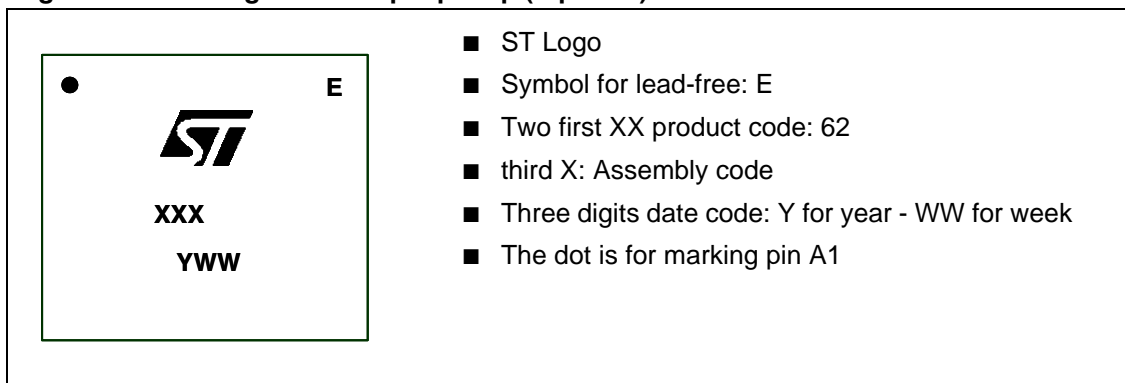 E
ST
XXX
YWW
■ ST Logo
■ Symbol for lead-free: E
■ Two first XX product code: 62
■ third X: Assembly code
■ Three digits date code: Y for year - WW for week
■ The dot is for marking pin A1